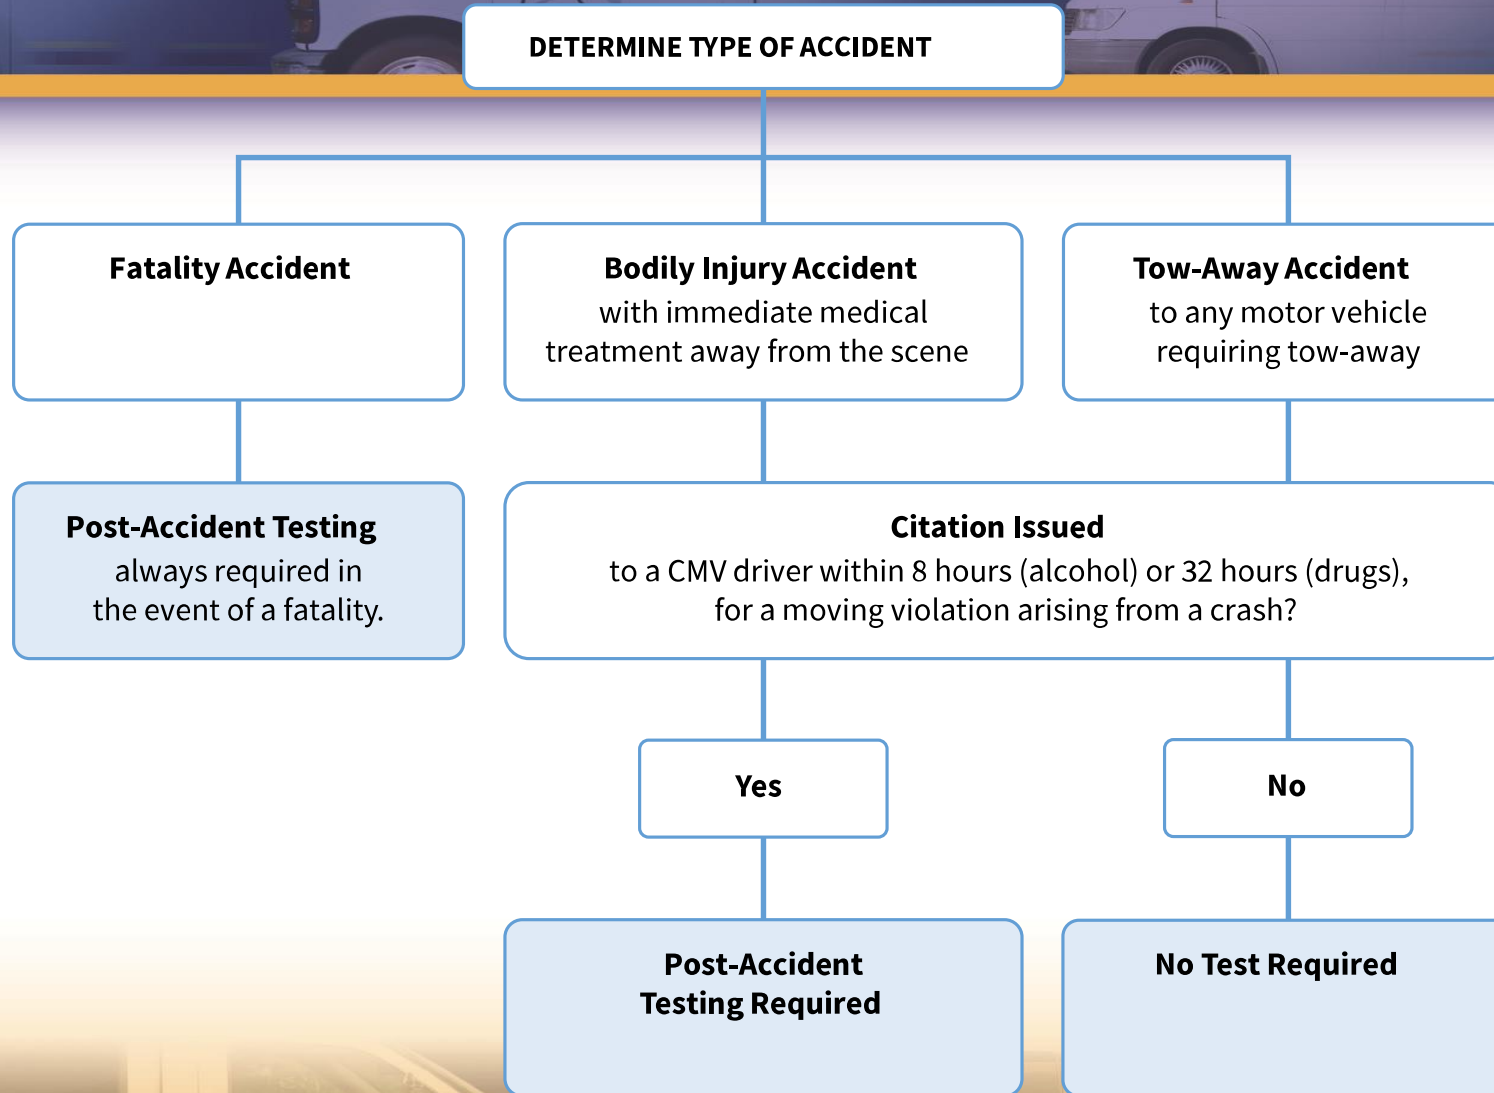 DETERMINE TYPE OF ACCIDENT
Fatality Accident
Bodily Injury Accident
with immediate medical
treatment away from the scene
Tow-Away Accident
to any motor vehicle
requiring tow-away
Post-Accident Testing
always required in
the event of a fatality.
Citation Issued
to a CMV driver within 8 hours (alcohol) or 32 hours (drugs),
for a moving violation arising from a crash?
Yes
No
Post-Accident
Testing Required
No Test Required